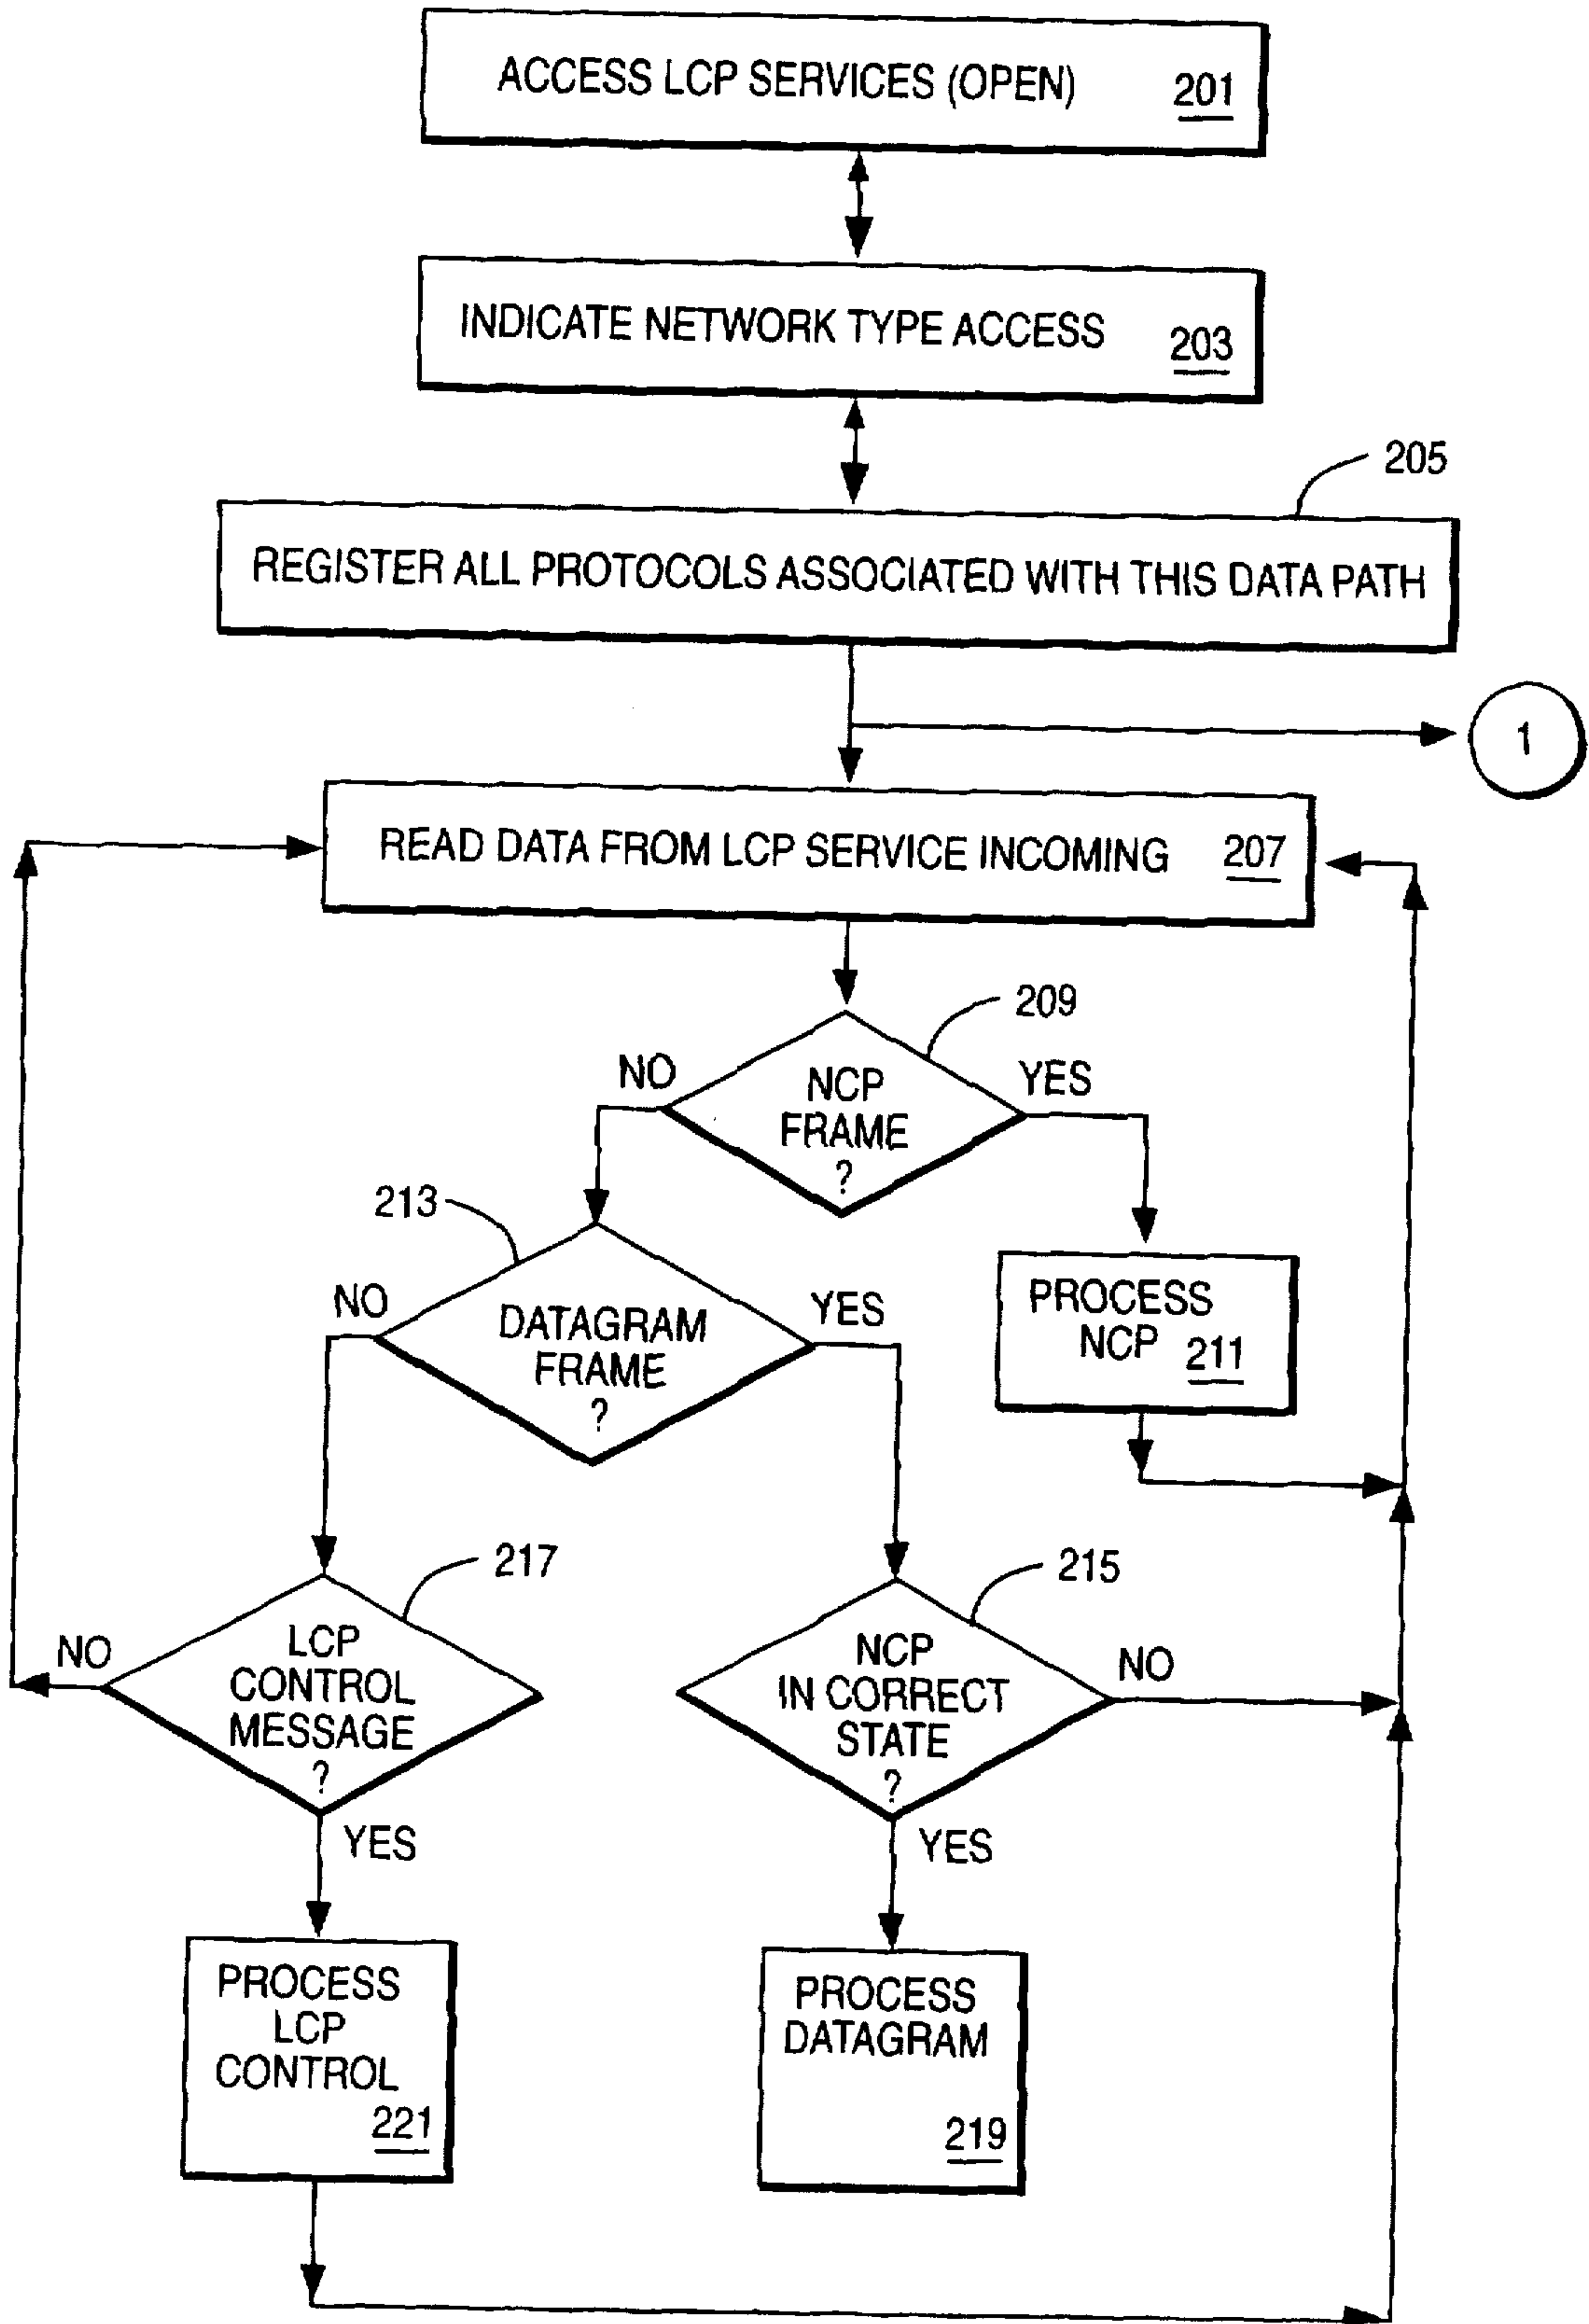 ACCESS LCP SERVICES (OPEN) 201
INDICATE NETWORK TYPE ACCESS 203
205
REGISTER ALL PROTOCOLS ASSOCIATED WITH THIS DATA PATH
1
READ DATA FROM LCP SERVICE INCOMING 207
209
NO
YES
NCP
FRAME
?
213
NO
YES
DATAGRAM
FRAME
?
PROCESS
NCP 211
217
215
NO
LCP
CONTROL
MESSAGE
?
YES
NCP
IN CORRECT
STATE
?
NO
YES
PROCESS
LCP
CONTROL
221
PROCESS
DATAGRAM
219